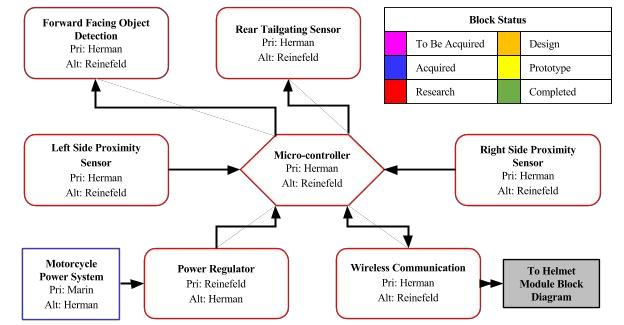 Forward Facing Object
Detection
Pri: Herman
Alt: Reinefeld
Rear Tailgating Sensor
Pri: Herman
Alt: Reinefeld
Block Status
To Be Acquired
Design
Acquired
Prototype
Research
Completed
Left Side Proximity
Sensor
Pri: Herman
Alt: Reinefeld
Micro-controller
Pri: Herman
Alt: Reinefeld
Right Side Proximity
Sensor
Pri: Herman
Alt: Reinefeld
Motorcycle
Power System
Pri: Marin
Alt: Herman
Power Regulator
Pri: Reinefeld
Alt: Herman
Wireless Communication
Pri: Herman
Alt: Reinefeld
To Helmet
Module Block
Diagram